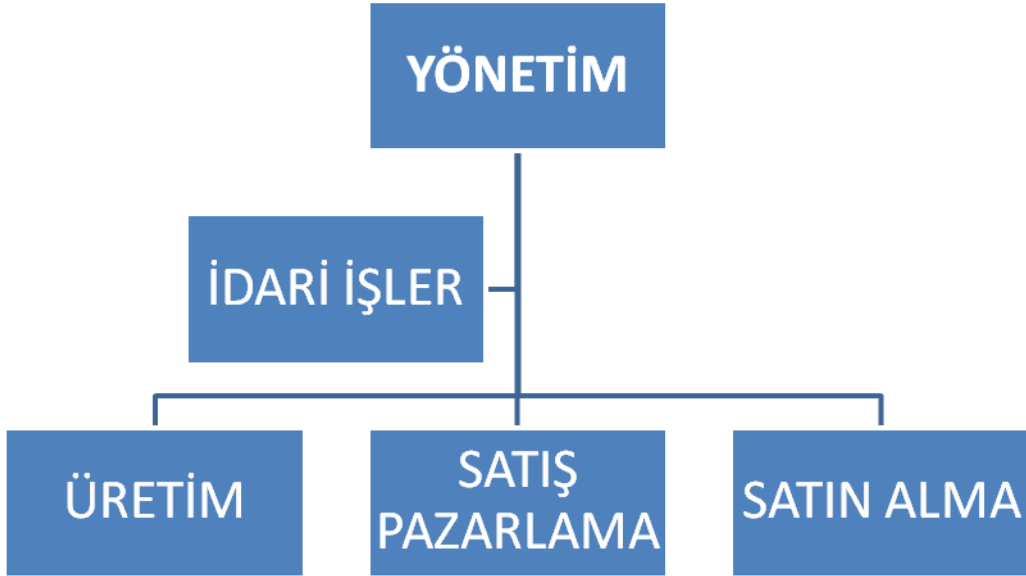 YÖNETİM
İDARİ İŞLER
ÜRETİM
SATIŞ
PAZARLAMA
SATIN ALMA